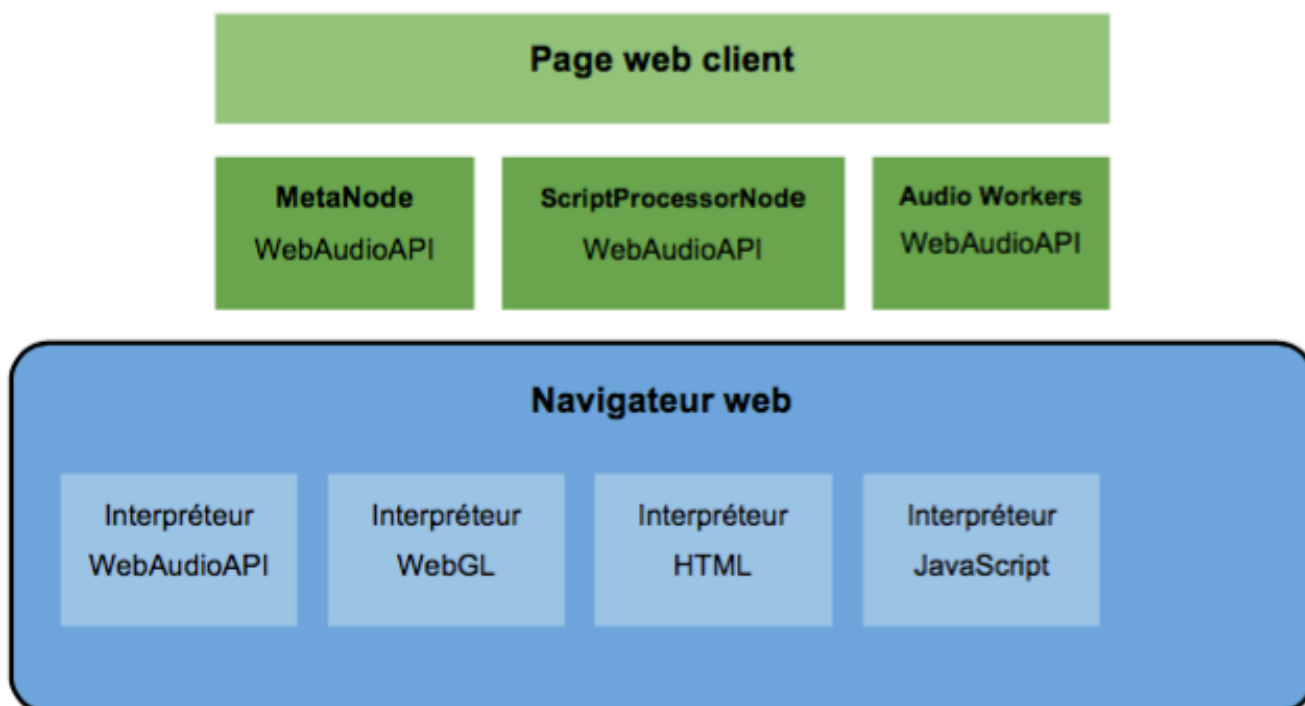 Page web client
MetaNode
WebAudioAPI
ScriptProcessorNode
WebAudioAPI
Audio Workers
WebAudioAPI
Navigateur web
Interpréteur
WebAudioAPI
Interpréteur
WebGL
Interpréteur
HTML
Interpréteur
JavaScript